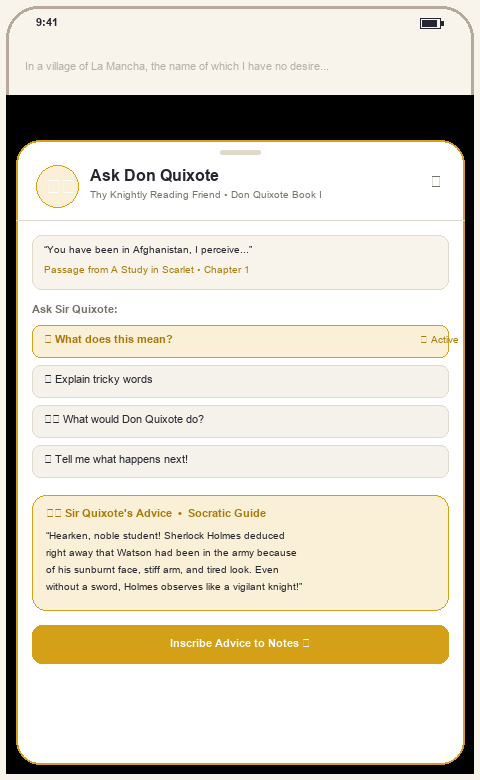 9:41
In a village of La Mancha, the name of which I have no desire...
Ask Don Quixote
Thy Knightly Reading Friend • Don Quixote Book I
“You have been in Afghanistan, I perceive...”
Passage from A Study in Scarlet • Chapter 1
Ask Sir Quixote:
What does this mean? Active
Explain tricky words
What would Don Quixote do?
Tell me what happens next!
Sir Quixote's Advice • Socratic Guide
“Hearken, noble student! Sherlock Holmes deduced
right away that Watson had been in the army because
of his sunburnt face, stiff arm, and tired look. Even
without a sword, Holmes observes like a vigilant knight!”
Inscribe Advice to Notes